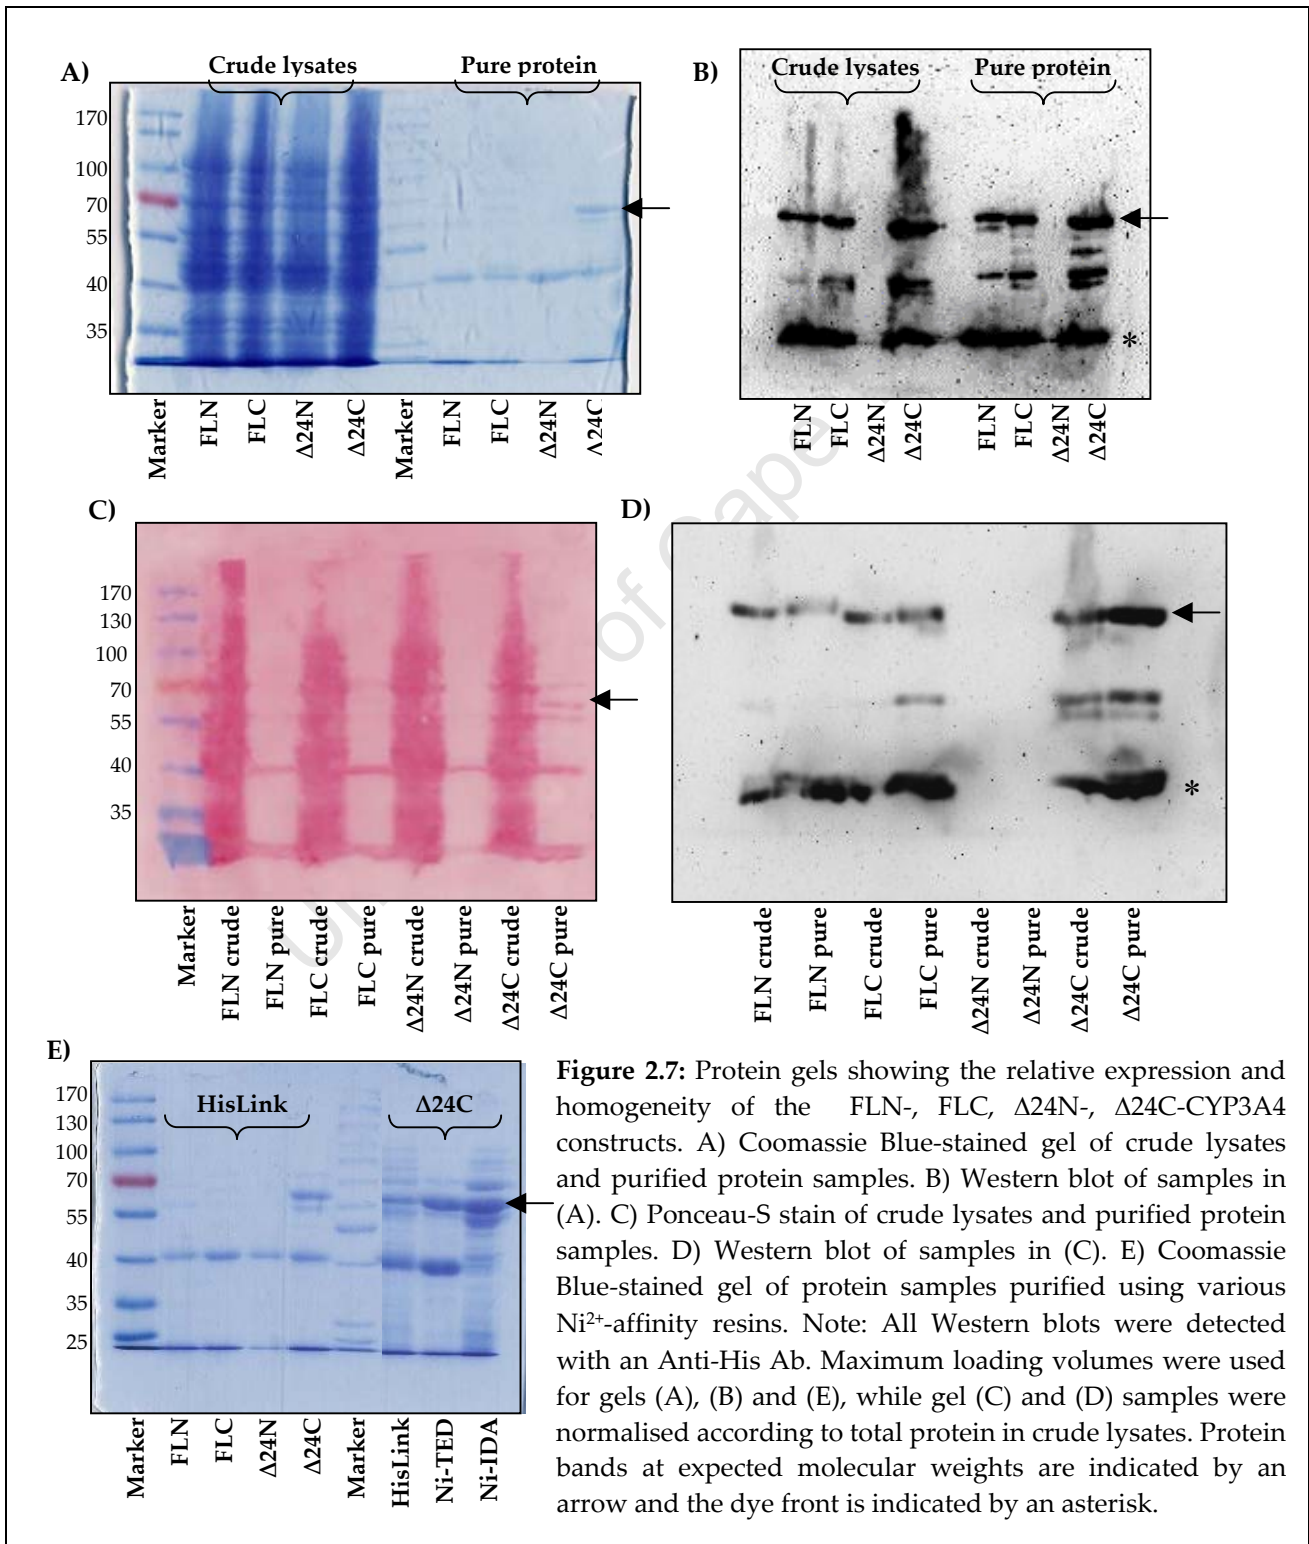 A)
Crude lysates
Pure protein
170
100
70
55
40
35
Marker
FLN
FLC
Δ24N
Δ24C
Marker
FLN
FLC
Δ24N
Δ24C
B)
Crude lysates
Pure protein
*
FLN
FLC
Δ24N
Δ24C
FLN
FLC
Δ24N
Δ24C
C)
170
130
100
70
55
40
35
Marker
FLN crude
FLN pure
FLC crude
FLC pure
Δ24N crude
Δ24N pure
Δ24C crude
Δ24C pure
D)
*
FLN crude
FLN pure
FLC crude
FLC pure
Δ24N crude
Δ24N pure
Δ24C crude
Δ24C pure
of Cape
E)
HisLink
Δ24C
170
130
100
70
55
40
35
25
Marker
FLN
FLC
Δ24N
Δ24C
Marker
HisLink
Ni-TED
Ni-IDA
Figure 2.7: Protein gels showing the relative expression and
homogeneity of the FLN-, FLC, Δ24N-, Δ24C-CYP3A4
constructs. A) Coomassie Blue-stained gel of crude lysates
and purified protein samples. B) Western blot of samples in
(A). C) Ponceau-S stain of crude lysates and purified protein
samples. D) Western blot of samples in (C). E) Coomassie
Blue-stained gel of protein samples purified using various
Ni²⁺-affinity resins. Note: All Western blots were detected
with an Anti-His Ab. Maximum loading volumes were used
for gels (A), (B) and (E), while gel (C) and (D) samples were
normalised according to total protein in crude lysates. Protein
bands at expected molecular weights are indicated by an
arrow and the dye front is indicated by an asterisk.